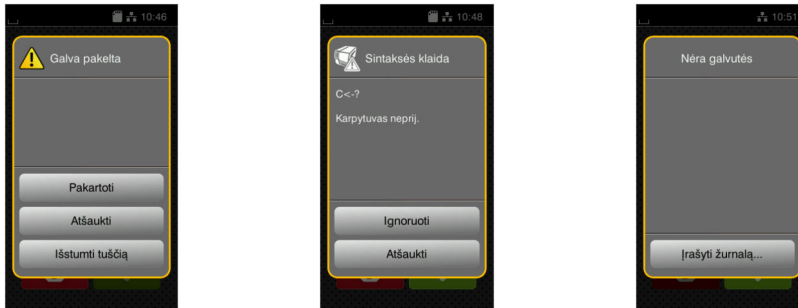 10:46
Galva pakelta
Pakartoti
Atšaukti
Išstumti tuščią
10:48
Sintaksės klaida
C<-?
Karpytuvas neprij.
Ignoruoti
Atšaukti
10:51
Nėra galvutės
Įrašyti žurnalą...